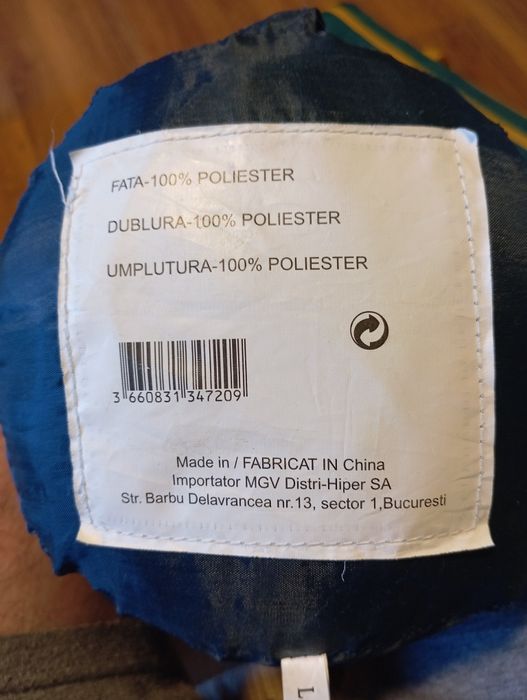 FATA-100% POLIESTER
DUBLURA-100% POLIESTER
UMPLUTURA-100% POLIESTER
3 660831 347209
Made in / FABRICAT IN China
Importator MGV Distri-Hiper SA
Str. Barbu Delavrancea nr.13, sector 1,Bucuresti
L